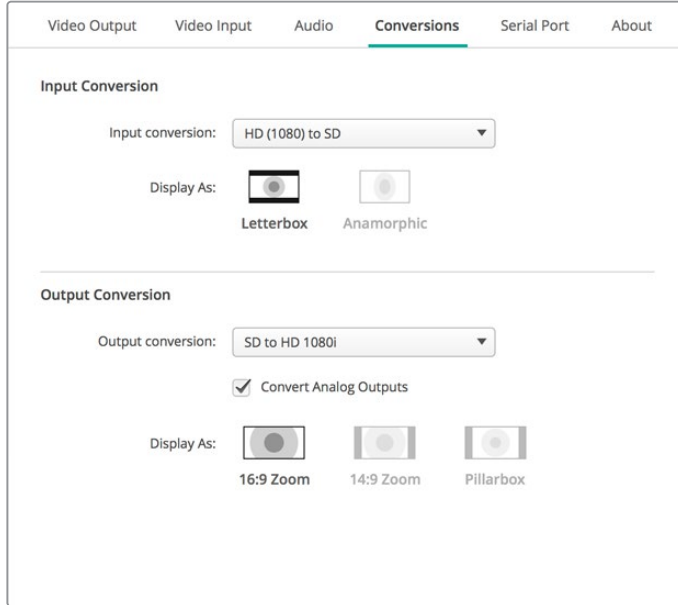 Video Output Video Input Audio Conversions Serial Port About
Input Conversion
Input conversion: HD (1080) to SD
Display As:
Letterbox Anamorphic
Output Conversion
Output conversion: SD to HD 1080i
Convert Analog Outputs
Display As:
16:9 Zoom 14:9 Zoom Pillarbox